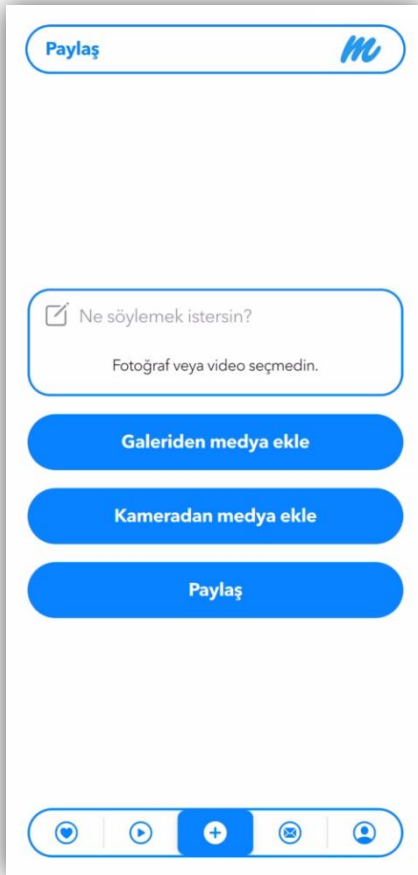 Paylaş
m
Ne söylemek istersin?
Fotoğraf veya video seçmedin.
Galeriden medya ekle
Kameradan medya ekle
Paylaş